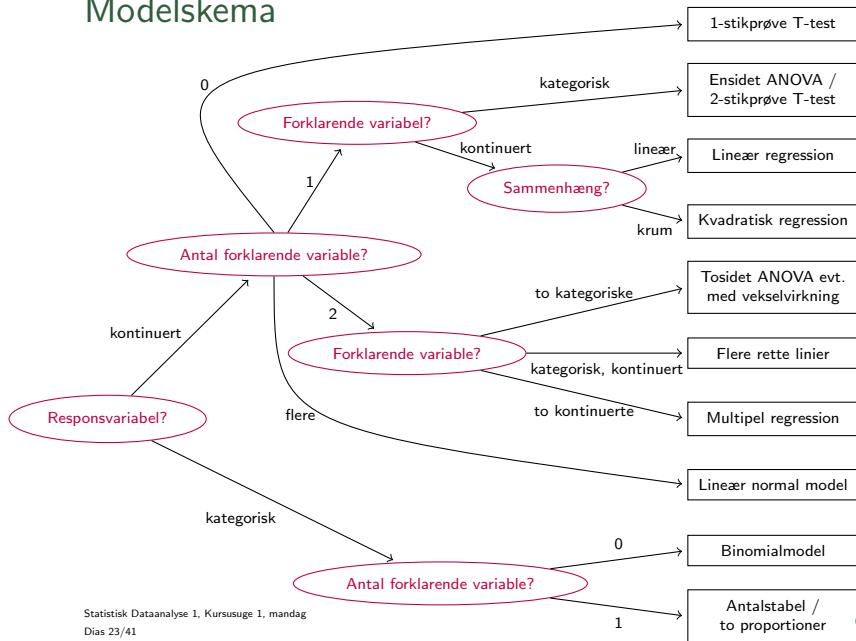 Modelskema
1-stikprøve T-test
0
kategorisk
Ensidet ANOVA /
2-stikprøve T-test
Forklarende variabel?
kontinuert
lineær
Lineær regression
1
Sammenhæng?
krum
Kvadratisk regression
Antal forklarende variable?
to kategoriske
Tosidet ANOVA evt.
med vekselvirkning
2
kontinuert
Forklarende variable?
kategorisk, kontinuert
Flere rette linier
to kontinuerte
Multipel regression
Responsvariabel?
flere
Lineær normal model
kategorisk
0
Binomialmodel
Antal forklarende variable?
1
Antalstabel /
to proportioner
Statistisk Dataanalyse 1, Kursusuge 1, mandag
Dias 23/41